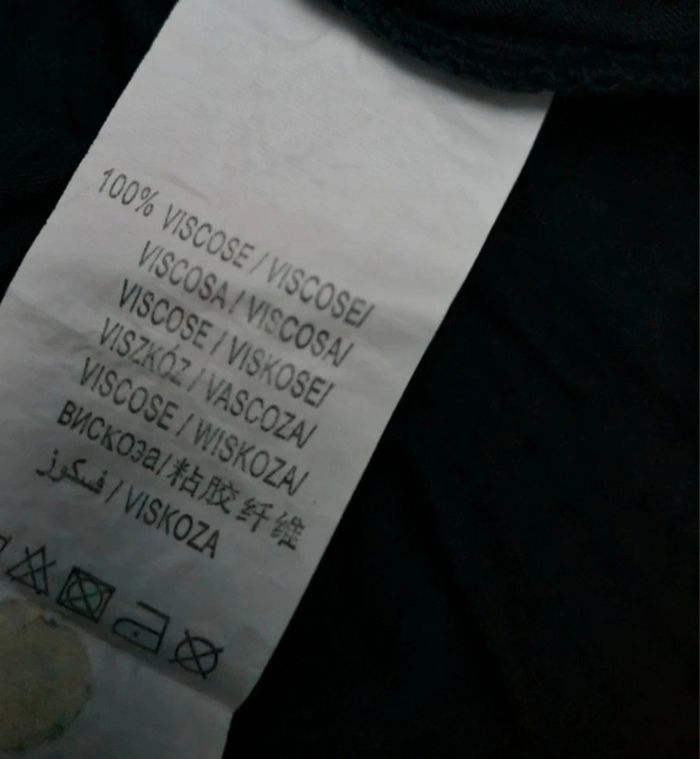 100% VISCOSE / VISCOSE/
VISCOSA / VISCOSA/
VISCOSE / VISKOSE/
VISZKÓZ / VASCOZA/
VISCOSE / WISKOZA/
ВИСКОЗа/粘胶纤维
فسكوز / VISKOZA